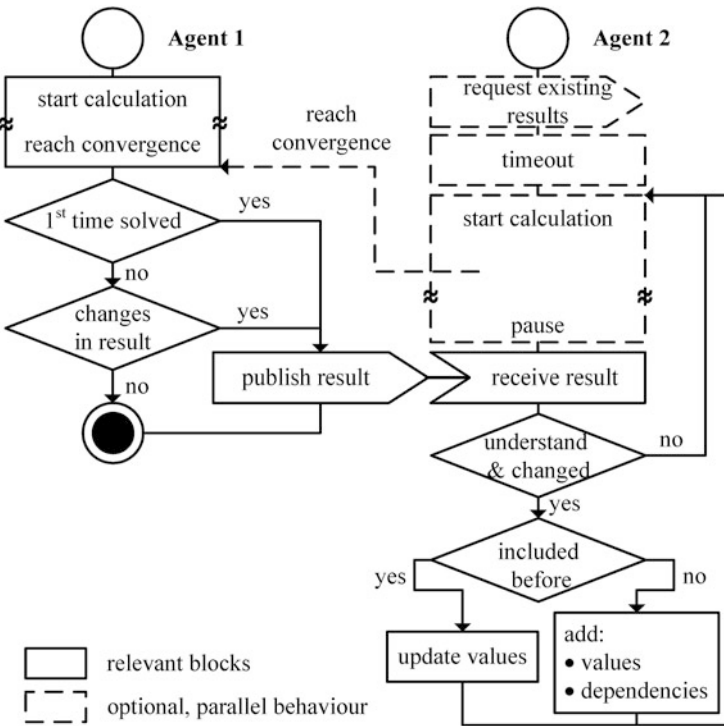 Agent 1
start calculation
reach convergence
1st time solved
yes
no
changes
in result
yes
no
publish result
reach
convergence
Agent 2
request existing
results
timeout
start calculation
pause
receive result
understand
& changed
no
yes
included
before
yes
no
update values
add:
• values
• dependencies
relevant blocks
optional, parallel behaviour